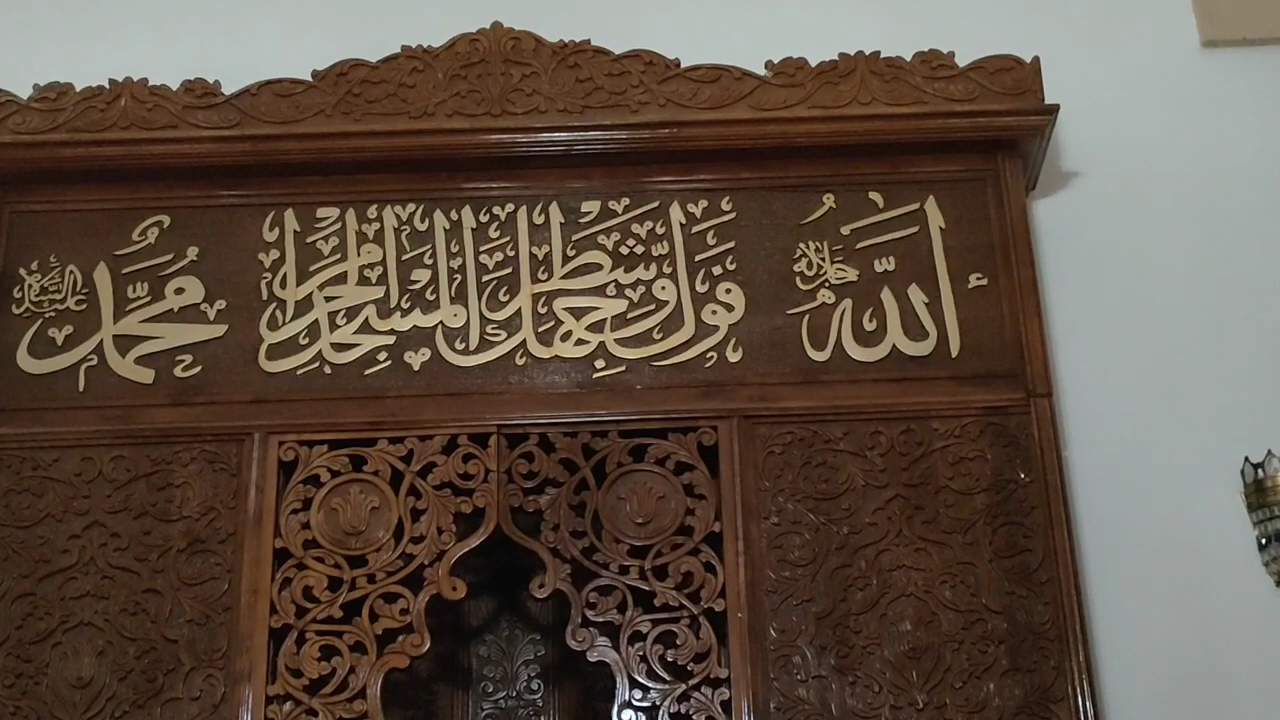 الله جل جلاله فول وجهك شطر المسجد الحرام محمد عليه السلام